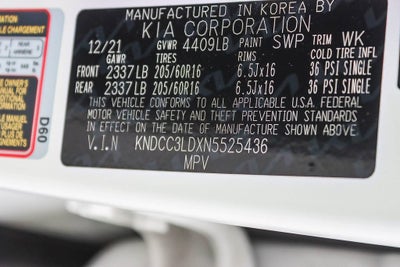 MANUFACTURED IN KOREA BY
KIA CORPORATION
12/21 GVWR 4409LB PAINT SWP TRIM WK
GAWR TIRES RIMS COLD TIRE INFL
FRONT 2337LB 205/60R16 6.5Jx16 36 PSI SINGLE
REAR 2337LB 205/60R16 6.5Jx16 36 PSI SINGLE
THIS VEHICLE CONFORMS TO ALL APPLICABLE U.S.A. FEDERAL
MOTOR VEHICLE SAFETY AND THEFT PREVENTION STANDARDS
IN EFFECT ON THE DATE OF MANUFACTURE SHOWN ABOVE
V.I.N KNDCC3LDXN5525436
MPV
D60
CHARGEMENT